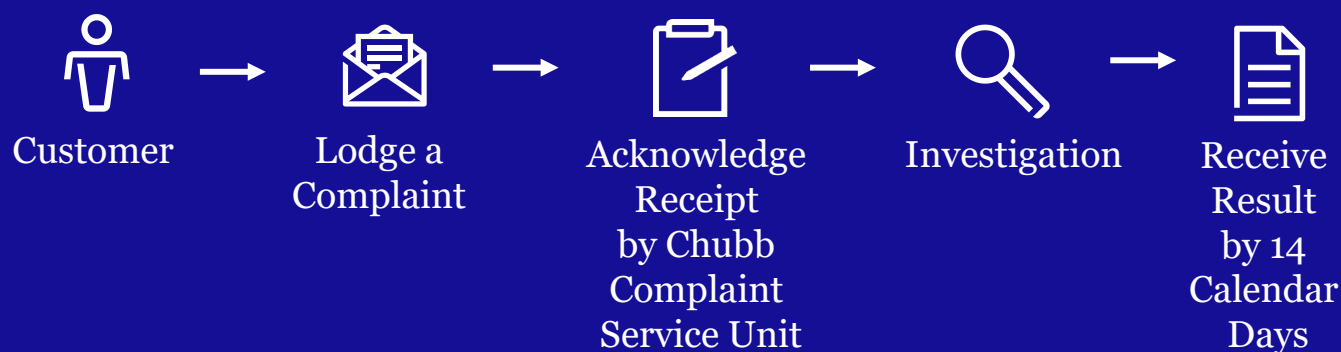 Customer
Lodge a
Complaint
Acknowledge
Receipt
by Chubb
Complaint
Service Unit
Investigation
Receive
Result
by 14
Calendar
Days